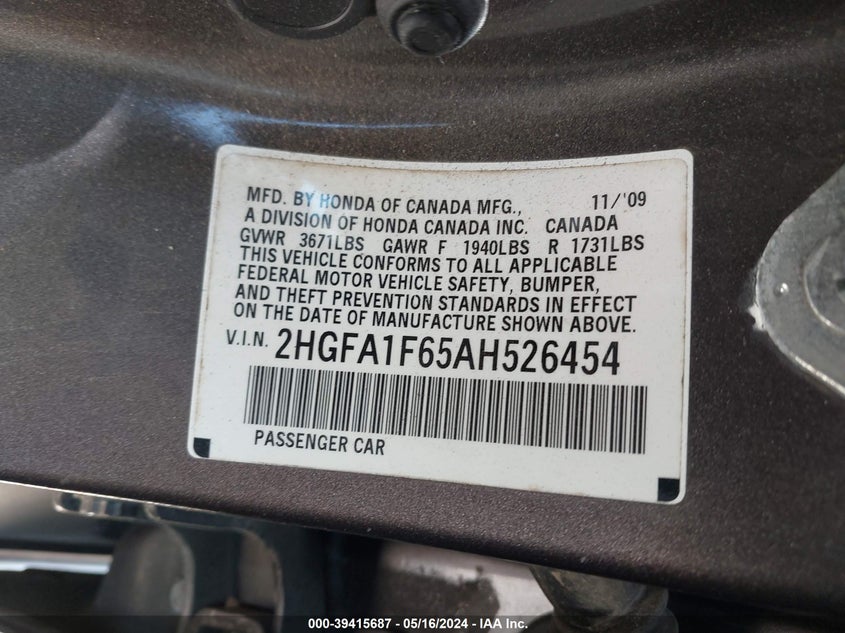 MFD. BY HONDA OF CANADA MFG., 11/'09
A DIVISION OF HONDA CANADA INC. CANADA
GVWR 3671LBS GAWR F 1940LBS R 1731LBS
THIS VEHICLE CONFORMS TO ALL APPLICABLE
FEDERAL MOTOR VEHICLE SAFETY, BUMPER,
AND THEFT PREVENTION STANDARDS IN EFFECT
ON THE DATE OF MANUFACTURE SHOWN ABOVE.
V.I.N. 2HGFA1F65AH526454
PASSENGER CAR
000-39415687 - 05/16/2024 - IAA Inc.